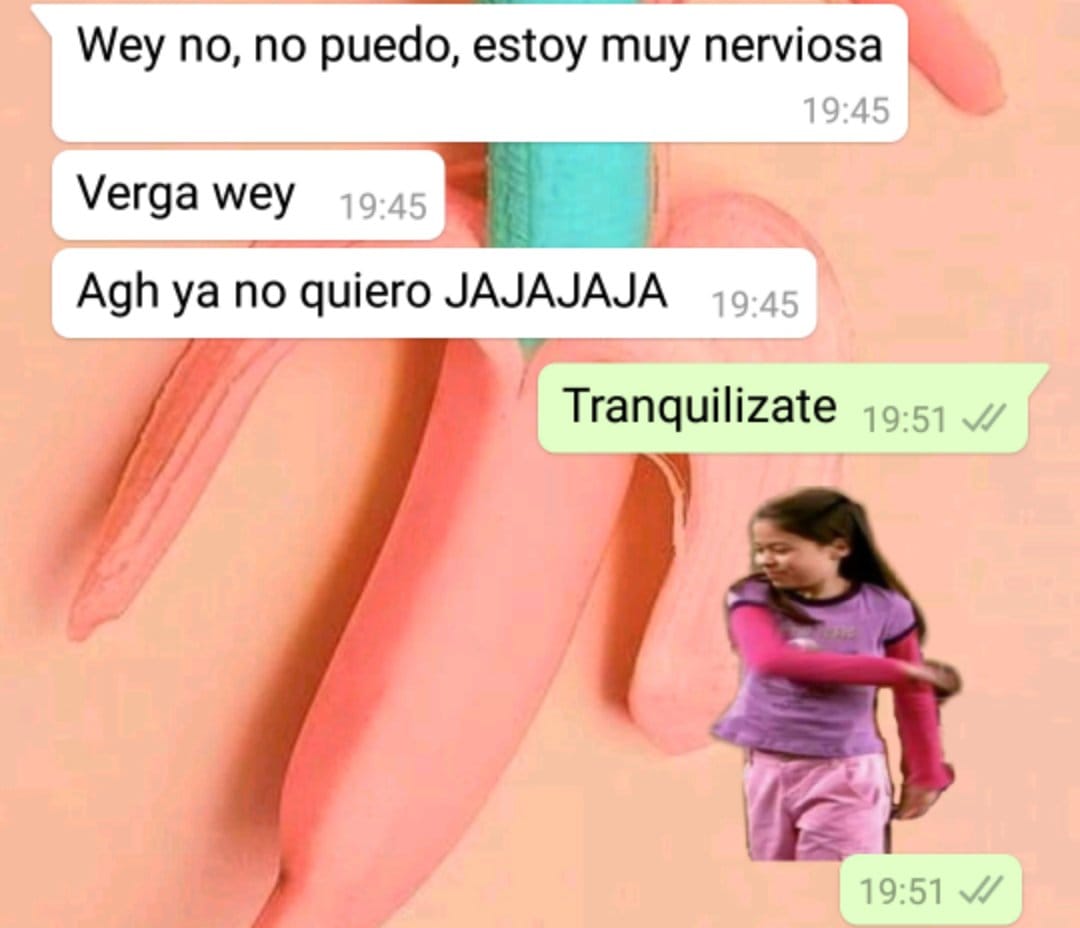 Wey no, no puedo, estoy muy nerviosa
19:45
Verga wey 19:45
Agh ya no quiero JAJAJAJA 19:45
Tranquilizate 19:51
19:51